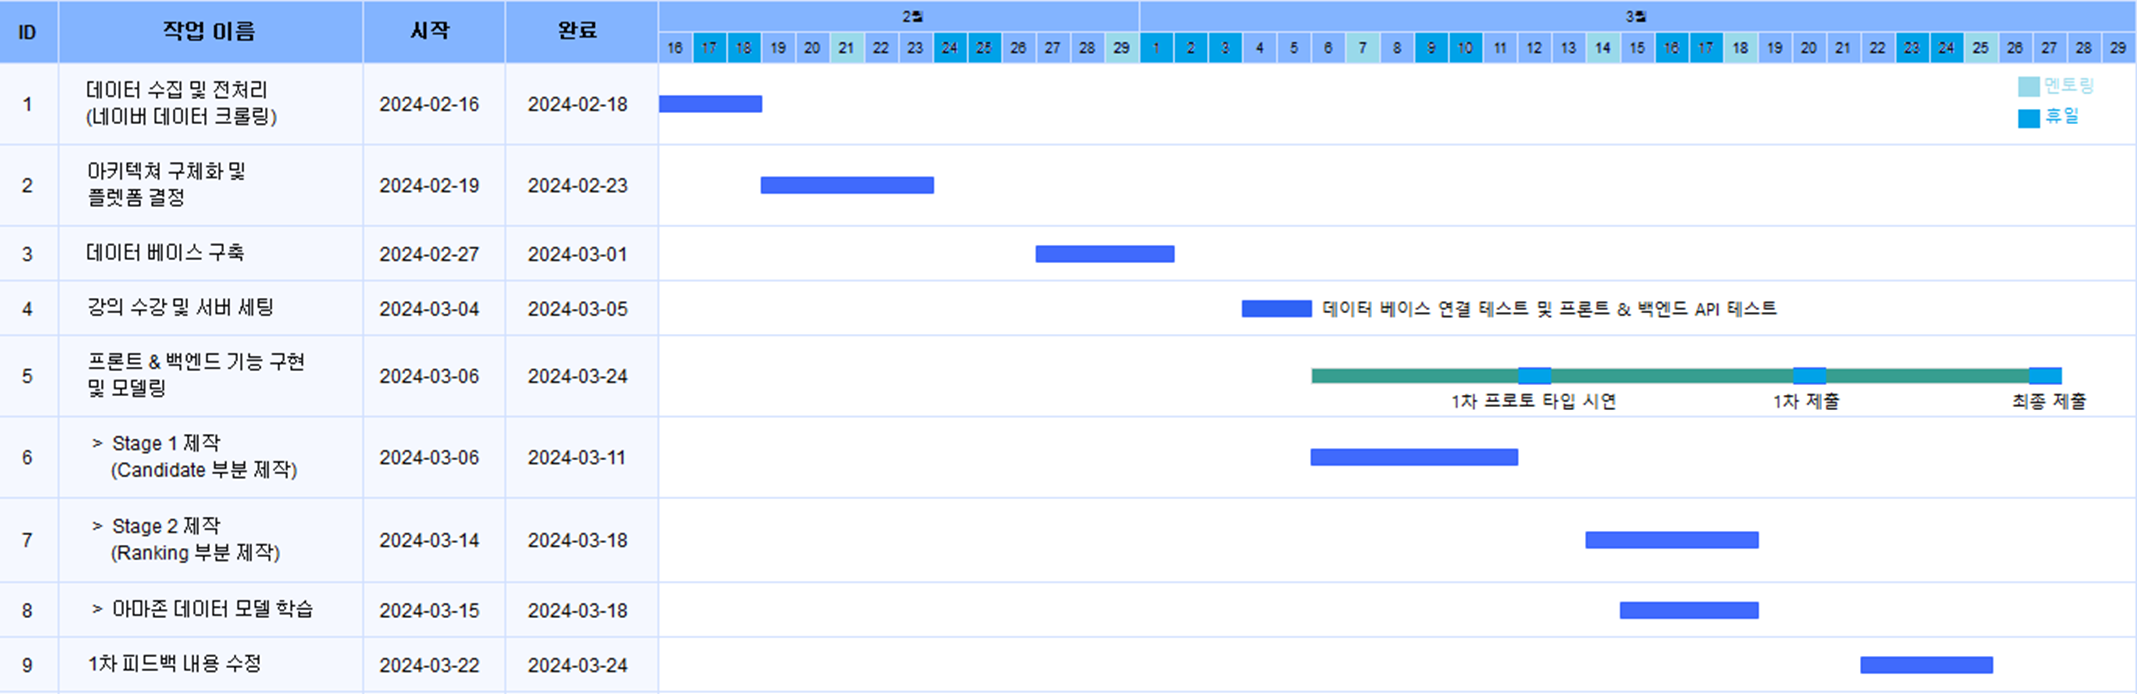 ID 작업 이름 시작 완료 2월 3월
16 17 18 19 20 21 22 23 24 25 26 27 28 29 1 2 3 4 5 6 7 8 9 10 11 12 13 14 15 16 17 18 19 20 21 22 23 24 25 26 27 28 29
멘토링
휴일
1 데이터 수집 및 전처리 2024-02-16 2024-02-18
(네이버 데이터 크롤링)
2 아키텍쳐 구체화 및 2024-02-19 2024-02-23
플렛폼 결정
3 데이터 베이스 구축 2024-02-27 2024-03-01
4 강의 수강 및 서버 세팅 2024-03-04 2024-03-05 데이터 베이스 연결 테스트 및 프론트 & 백엔드 API 테스트
5 프론트 & 백엔드 기능 구현 2024-03-06 2024-03-24
및 모델링
1차 프로토 타입 시연 1차 제출 최종 제출
6 > Stage 1 제작 2024-03-06 2024-03-11
(Candidate 부분 제작)
7 > Stage 2 제작 2024-03-14 2024-03-18
(Ranking 부분 제작)
8 > 아마존 데이터 모델 학습 2024-03-15 2024-03-18
9 1차 피드백 내용 수정 2024-03-22 2024-03-24